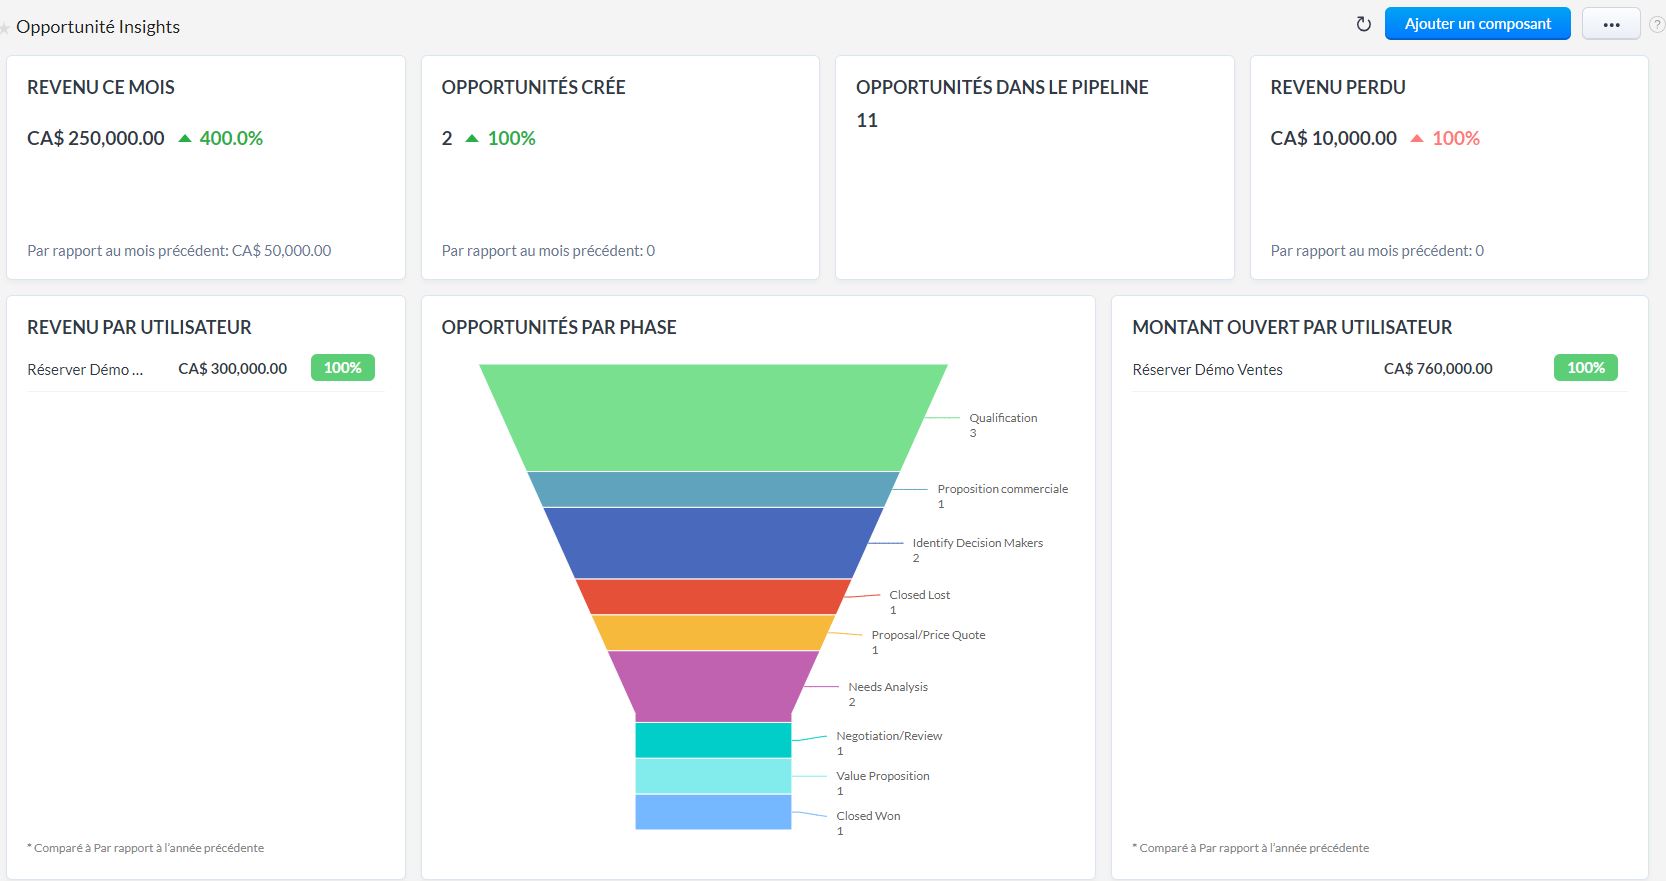 Opportunité Insights
Ajouter un composant
...
?
REVENU CE MOIS
CA$ 250,000.00 400.0%
Par rapport au mois précédent: CA$ 50,000.00
OPPORTUNITÉS CRÉE
2 100%
Par rapport au mois précédent: 0
OPPORTUNITÉS DANS LE PIPELINE
11
REVENU PERDU
CA$ 10,000.00 100%
Par rapport au mois précédent: 0
REVENU PAR UTILISATEUR
Réserver Démo ... CA$ 300,000.00 100%
* Comparé à Par rapport à l'année précédente
OPPORTUNITÉS PAR PHASE
Qualification
3
Proposition commerciale
1
Identify Decision Makers
2
Closed Lost
1
Proposal/Price Quote
1
Needs Analysis
2
Negotiation/Review
1
Value Proposition
1
Closed Won
1
MONTANT OUVERT PAR UTILISATEUR
Réserver Démo Ventes CA$ 760,000.00 100%
* Comparé à Par rapport à l'année précédente